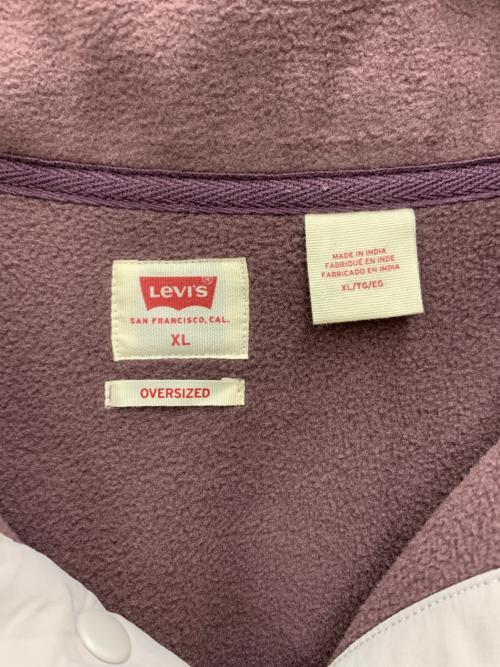 LEVI'S®
SAN FRANCISCO, CAL.
XL
OVERSIZED
MADE IN INDIA
FABRIQUÉ EN INDE
FABRICADO EN INDIA
XL/TG/EG